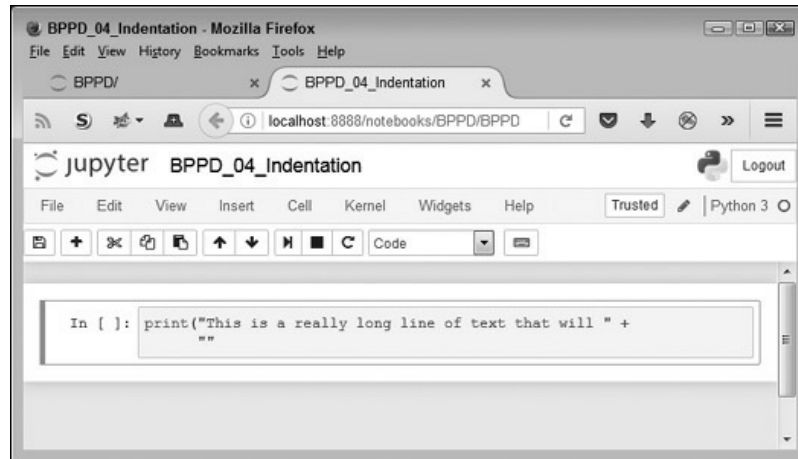 BPPD_04_Indentation - Mozilla Firefox
File Edit View History Bookmarks Tools Help
BPPD/ × BPPD_04_Indentation ×
S localhost:8888/notebooks/BPPD/BPPD
jupyter BPPD_04_Indentation Logout
File Edit View Insert Cell Kernel Widgets Help Trusted Python 3
Code
In [ ]: print("This is a really long line of text that will " +
""